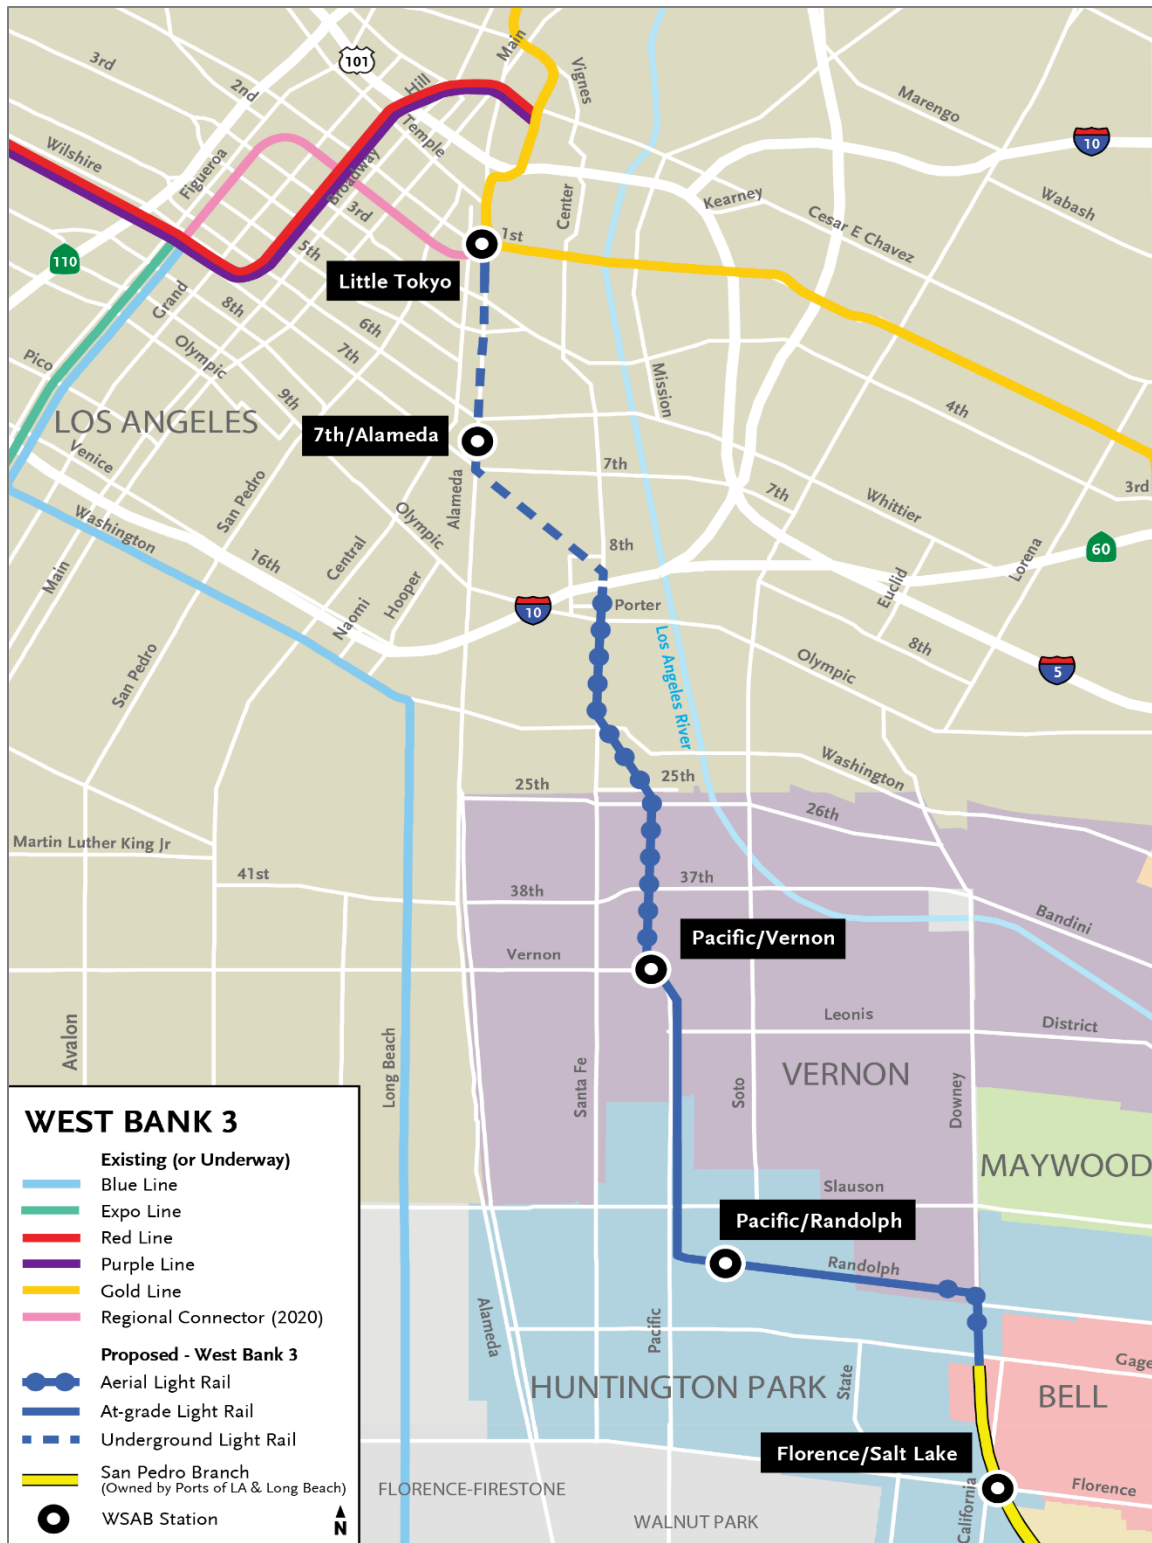 Main
3rd
101
Hill
Vignes
2nd
Marengo
Temple
10
Wilshire
Figueroa
Broadway
Center
Kearney
Wabash
3rd
Cesar E Chavez
1st
110
5th
Little Tokyo
Grand
8th
6th
Pico
Olympic
7th
Mission
9th
4th
LOS ANGELES
7th/Alameda
Venice
7th
7th
3rd
San Pedro
Alameda
Whittier
Washington
Olympic
16th
Central
8th
60
Lorena
Main
Naomi
Hooper
10
Porter
Euclid
8th
San Pedro
Los Angeles River
Olympic
5
25th
25th
Washington
26th
Martin Luther King Jr
41st
38th
37th
Bandini
Pacific/Vernon
Vernon
Leonis
District
Avalon
Long Beach
Santa Fe
Soto
VERNON
Downey
MAYWOOD
Slauson
Pacific/Randolph
Randolph
Alameda
Pacific
State
Gage
HUNTINGTON PARK
BELL
Florence/Salt Lake
California
Florence
FLORENCE-FIRESTONE
WALNUT PARK
WEST BANK 3
Existing (or Underway)
Blue Line
Expo Line
Red Line
Purple Line
Gold Line
Regional Connector (2020)
Proposed - West Bank 3
Aerial Light Rail
At-grade Light Rail
Underground Light Rail
San Pedro Branch
(Owned by Ports of LA & Long Beach)
WSAB Station
N